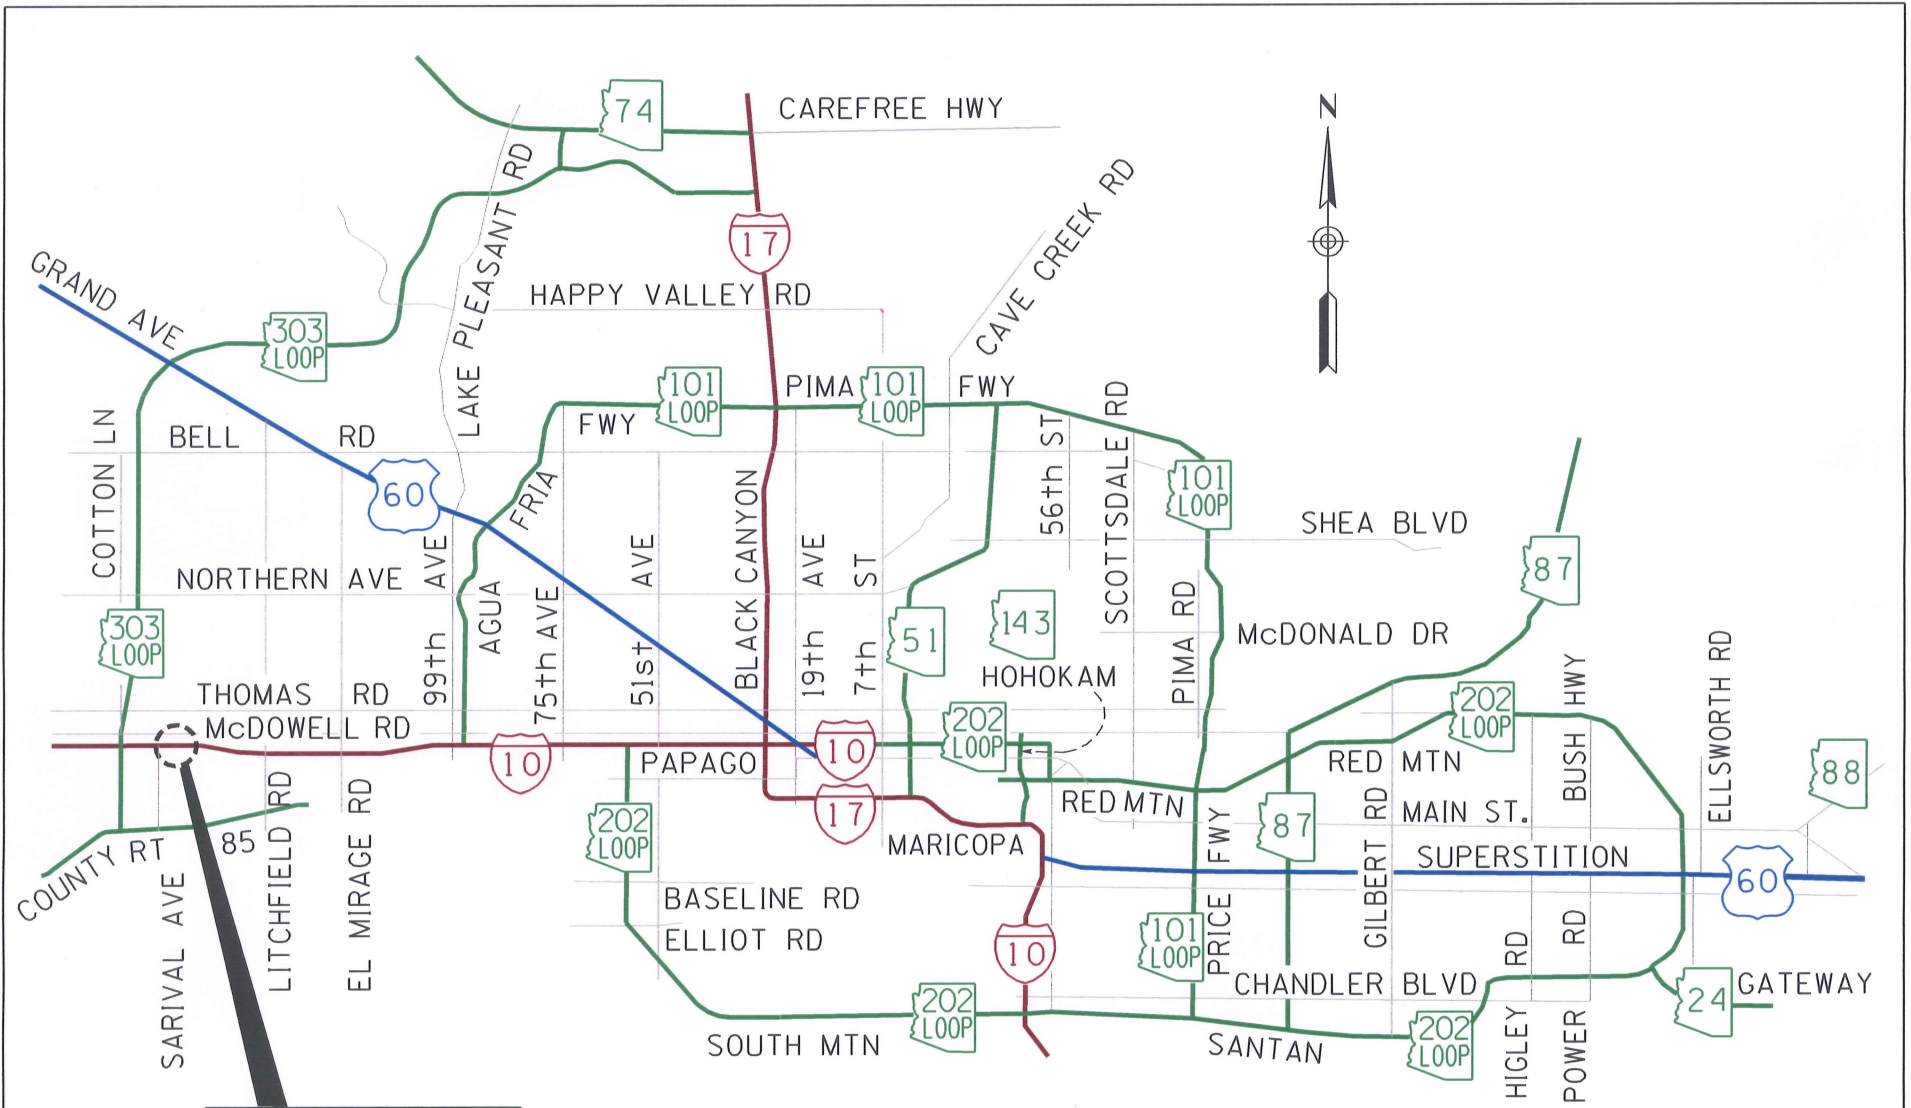 74
CAREFREE HWY
N
LAKE PLEASANT RD
17
CAVE CREEK RD
GRAND AVE
HAPPY VALLEY RD
303 LOOP
101 LOOP
PIMA
101 LOOP
FWY
FWY
BELL RD
COTTON LN
60
AGUA FRIA
BLACK CANYON
56th ST
SCOTTSDALE RD
101 LOOP
SHEA BLVD
87
NORTHERN AVE
99th AVE
75th AVE
51st AVE
19th AVE
7th ST
51
143
PIMA RD
McDONALD DR
303 LOOP
HOHOKAM
THOMAS RD
McDOWELL RD
202 LOOP
202 LOOP
BUSH HWY
ELLSWORTH RD
10
PAPAGO
10
RED MTN
88
17
RED MTN
MAIN ST.
202 LOOP
87
GILBERT RD
COUNTY RT 85
MARICOPA
SUPERSTITION
60
SARIVAL AVE
LITCHFIELD RD
EL MIRAGE RD
BASELINE RD
ELLIOT RD
10
101 LOOP
PRICE FWY
CHANDLER BLVD
HIGLEY RD
POWER RD
24
GATEWAY
202 LOOP
SOUTH MTN
SANTAN
202 LOOP